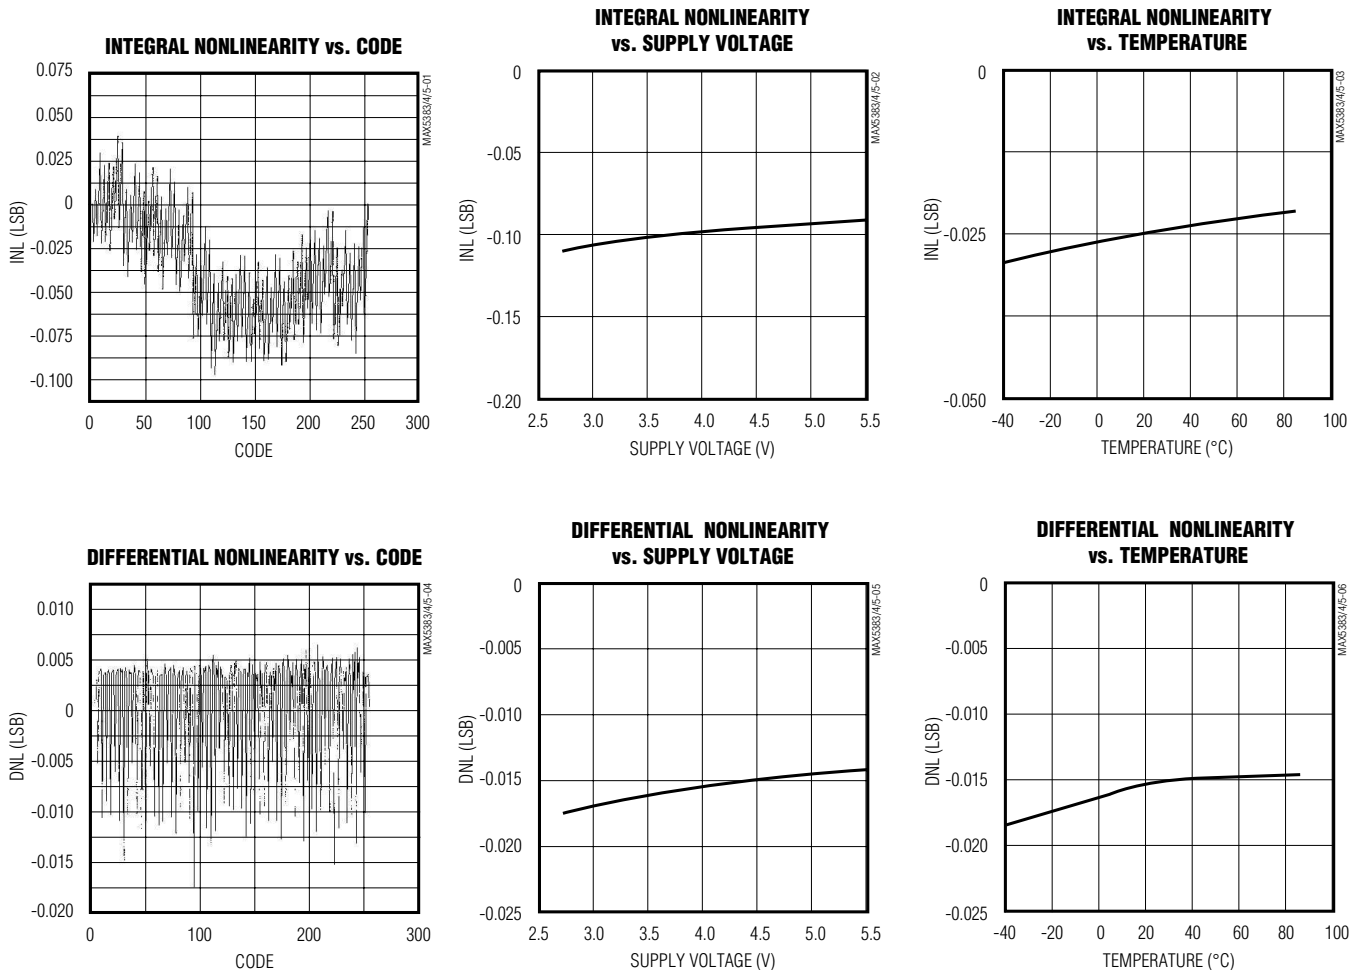 INTEGRAL NONLINEARITY vs. CODE
0.075
0.050
0.025
0
-0.025
-0.050
-0.075
-0.100
INL (LSB)
0 50 100 150 200 250 300
CODE
MAX5383/4/5-01
INTEGRAL NONLINEARITY
vs. SUPPLY VOLTAGE
0
-0.05
-0.10
-0.15
-0.20
INL (LSB)
2.5 3.0 3.5 4.0 4.5 5.0 5.5
SUPPLY VOLTAGE (V)
MAX5383/4/5-02
INTEGRAL NONLINEARITY
vs. TEMPERATURE
0
-0.025
-0.050
INL (LSB)
-40 -20 0 20 40 60 80 100
TEMPERATURE (°C)
MAX5383/4/5-03
DIFFERENTIAL NONLINEARITY vs. CODE
0.010
0.005
0
-0.005
-0.010
-0.015
-0.020
DNL (LSB)
0 50 100 150 200 250 300
CODE
MAX5383/4/5-04
DIFFERENTIAL NONLINEARITY
vs. SUPPLY VOLTAGE
0
-0.005
-0.010
-0.015
-0.020
-0.025
DNL (LSB)
2.5 3.0 3.5 4.0 4.5 5.0 5.5
SUPPLY VOLTAGE (V)
MAX5383/4/5-05
DIFFERENTIAL NONLINEARITY
vs. TEMPERATURE
0
-0.005
-0.010
-0.015
-0.020
-0.025
DNL (LSB)
-40 -20 0 20 40 60 80 100
TEMPERATURE (°C)
MAX5383/4/5-06